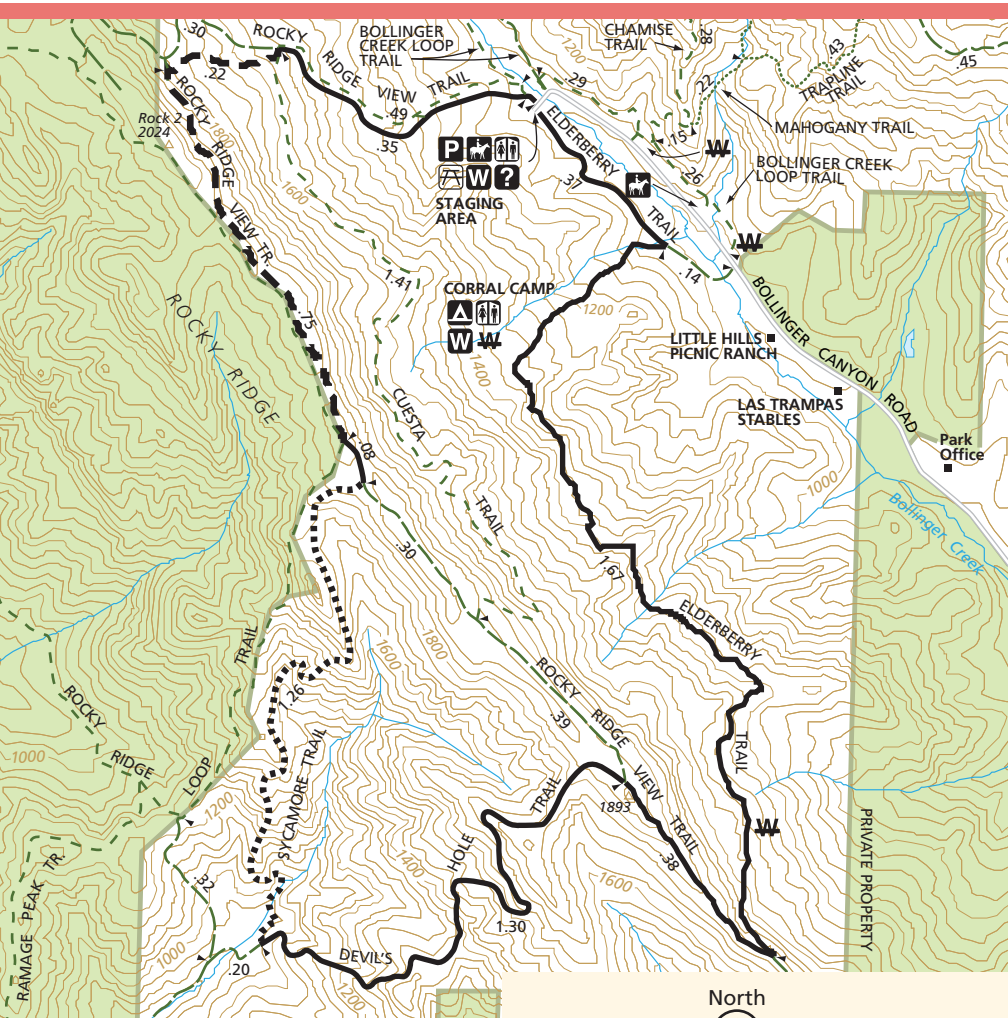 .30
ROCKY
RIDGE
VIEW
TRAIL
.22
.49
.35
BOLLINGER
CREEK LOOP
TRAIL
CHAMISE
TRAIL
1200
.28
.29
.22
.43
TRAPLINE
TRAIL
.45
MAHOGANY TRAIL
.15
W
BOLLINGER CREEK
LOOP TRAIL
.26
W
.14
Rock 2
2024
1800
ROCKY
RIDGE
VIEW TR.
.75
1600
P
W ?
STAGING
AREA
ELDERBERRY
TRAIL
.37
1.41
CORRAL CAMP
W W
1200
1400
BOLLINGER CANYON ROAD
LITTLE HILLS
PICNIC RANCH
LAS TRAMPAS
STABLES
Park
Office
1000
Bollinger Creek
ROCKY
RIDGE
CUESTA
TRAIL
.08
.30
1.67
ELDERBERRY
TRAIL
W
PRIVATE PROPERTY
1600
1800
ROCKY
RIDGE
VIEW
TRAIL
.39
1893
.38
TRAIL
LOOP
1.26
SYCAMORE TRAIL
ROCKY
RIDGE
1000
1200
RAMAGE PEAK TR.
.32
.20
1000
1400
DEVIL'S
HOLE
TRAIL
1.30
1200
1600
North